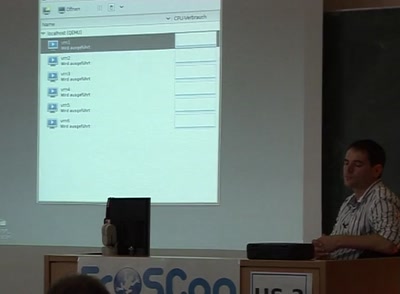 Öffnen
Name CPU-Verbrauch
localhost (QEMU)
vm1
Wird ausgeführt
vm2
Wird ausgeführt
vm3
Wird ausgeführt
vm4
Wird ausgeführt
vm5
Wird ausgeführt
vm6
Wird ausgeführt
FrOSCon
HS 3